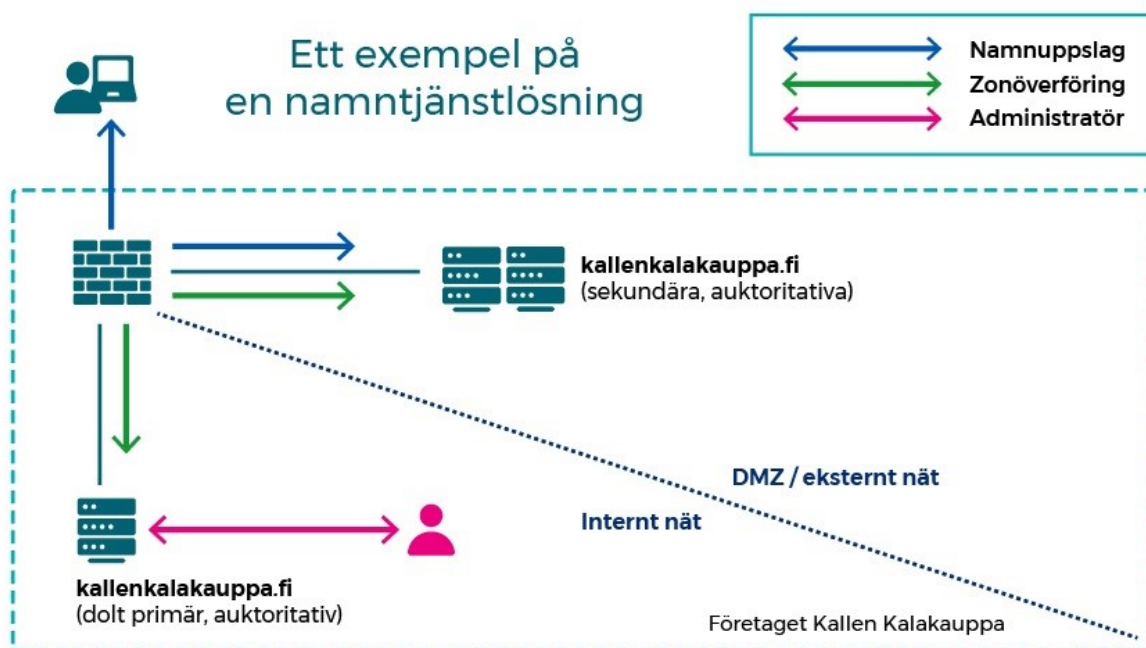 Ett exempel på
en namntjänstlösning
Namnuppslag
Zonöverföring
Administratör
kallenkalakauppa.fi
(sekundära, auktoritativa)
DMZ / eksternt nät
Internt nät
kallenkalakauppa.fi
(dolt primär, auktoritativ)
Företaget Kallen Kalakauppa